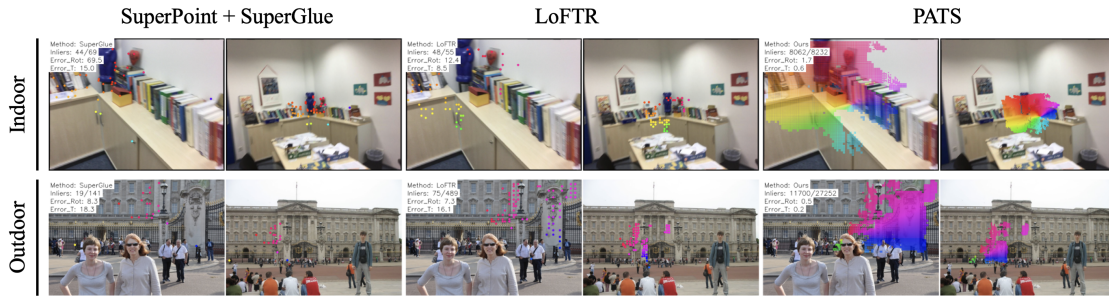 SuperPoint + SuperGlue
LoFTR
PATS
Indoor
Method: SuperGlue
Inliers: 44/69
Error_Rot: 69.5
Error_T: 15.0
Method: LoFTR
Inliers: 48/55
Error_Rot: 12.4
Error_T: 8.5
Method: Ours
Inliers: 8062/8232
Error_Rot: 1.7
Error_T: 0.6
Outdoor
Method: SuperGlue
Inliers: 19/141
Error_Rot: 8.3
Error_T: 18.3
Method: LoFTR
Inliers: 75/489
Error_Rot: 7.3
Error_T: 16.1
Method: Ours
Inliers: 11700/27252
Error_Rot: 0.5
Error_T: 0.2